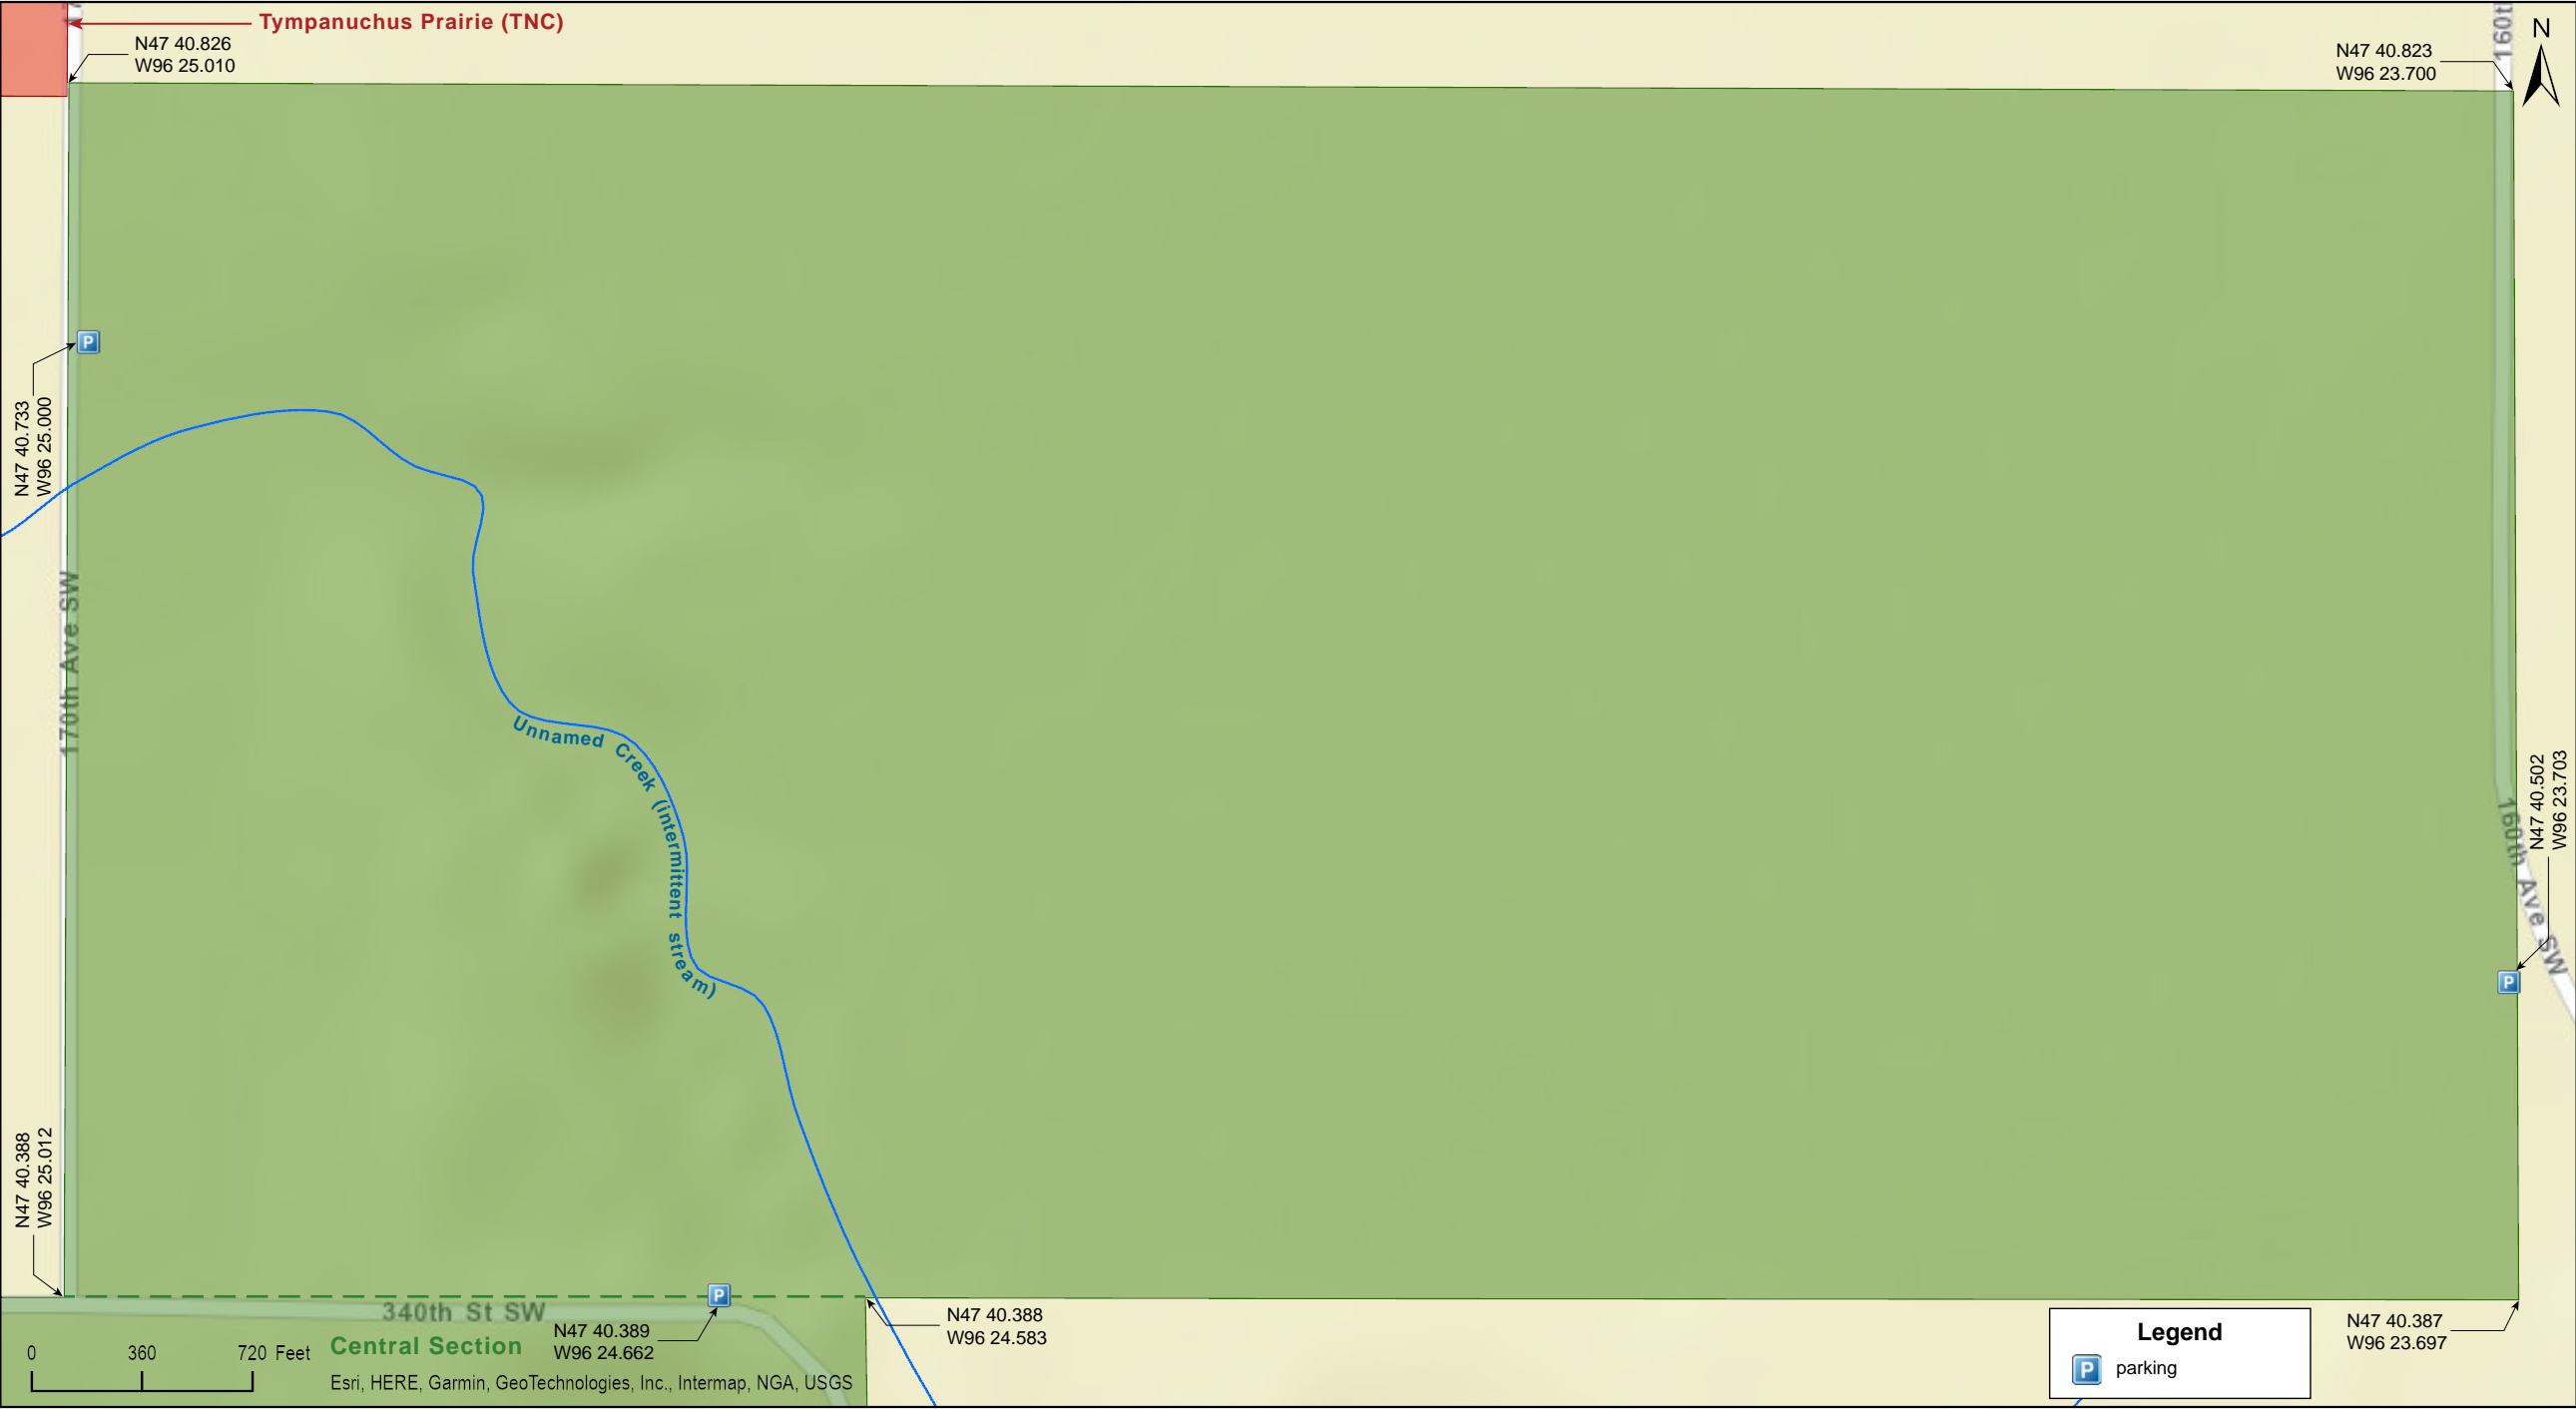 Tympanuchus Prairie (TNC)
N47 40.826
W96 25.010
N47 40.823
W96 23.700
160t
N
P
N47 40.733
W96 25.000
170th Ave SW
Unnamed Creek (intermittent stream)
N47 40.502
W96 23.703
160th Ave SW
P
N47 40.388
W96 25.012
P
340th St SW
N47 40.389
W96 24.662
N47 40.388
W96 24.583
N47 40.387
W96 23.697
Central Section
0 360 720 Feet
Esri, HERE, Garmin, GeoTechnologies, Inc., Intermap, NGA, USGS
Legend
P parking